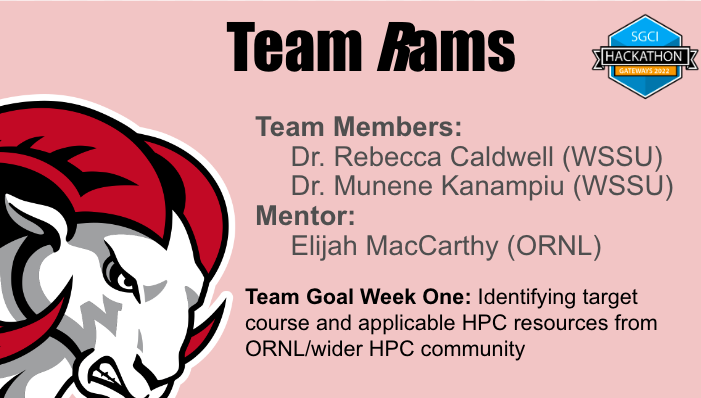 Team Rams
SGCI
HACKATHON
GATEWAYS 2022
Team Members:
Dr. Rebecca Caldwell (WSSU)
Dr. Munene Kanampiu (WSSU)
Mentor:
Elijah MacCarthy (ORNL)
Team Goal Week One: Identifying target
course and applicable HPC resources from
ORNL/wider HPC community